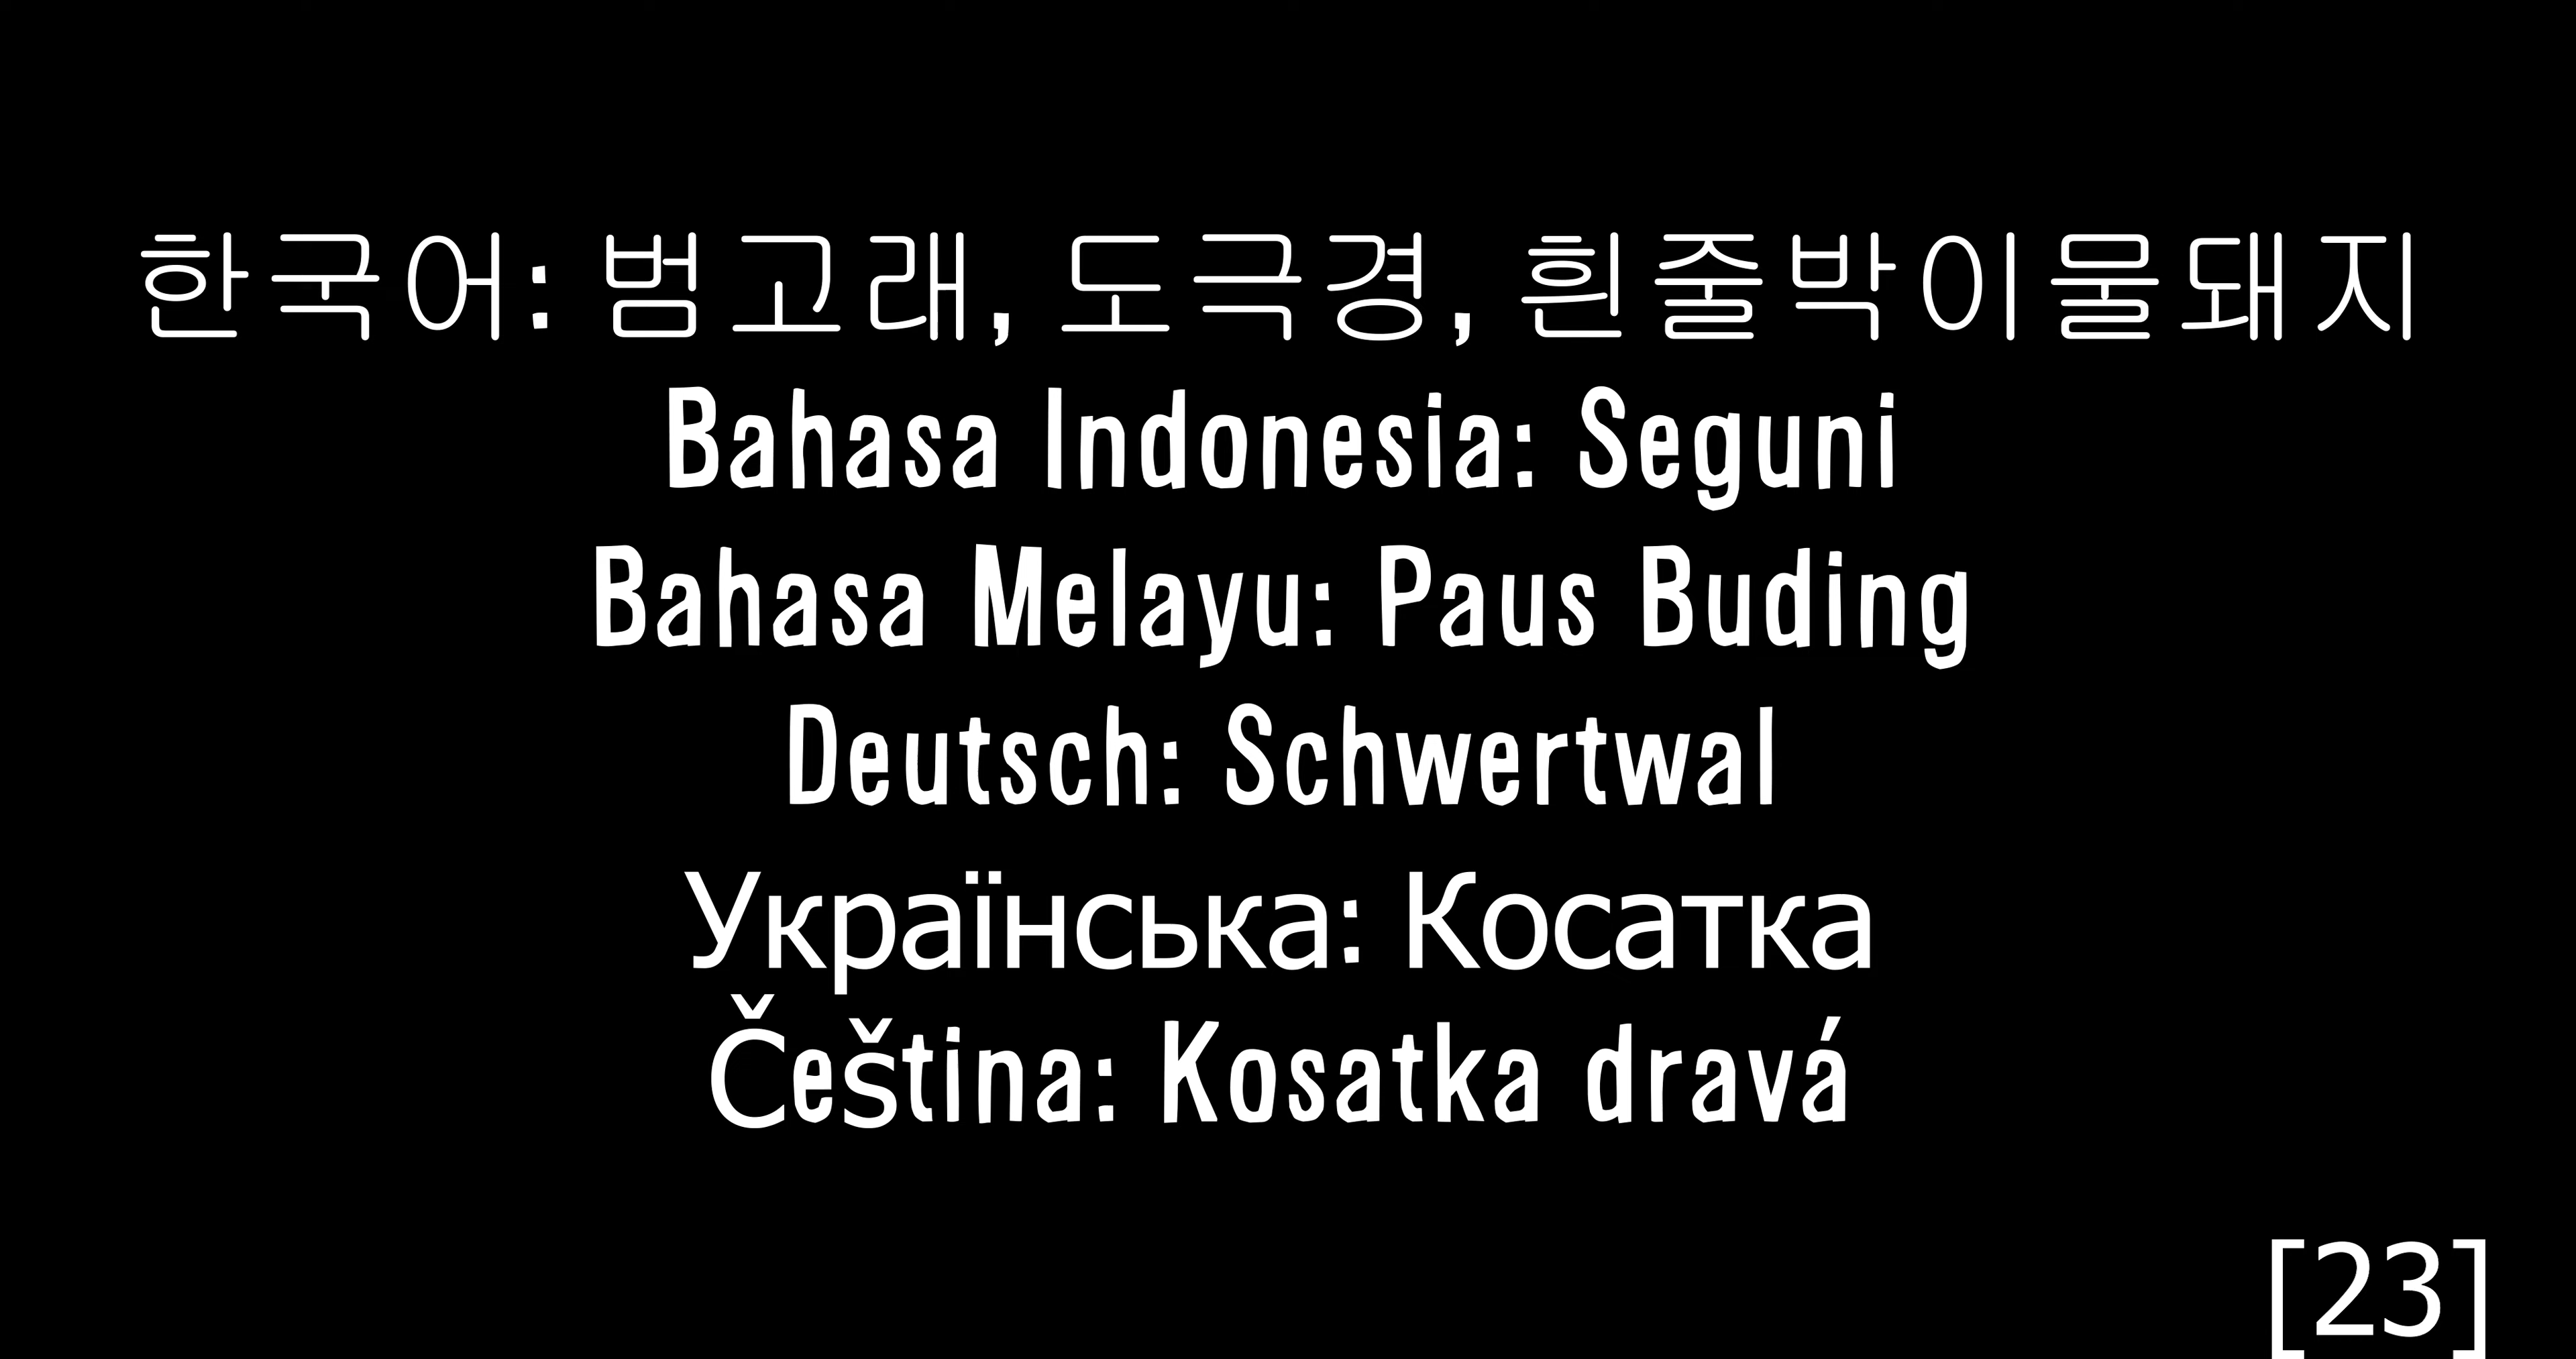 한국어: 범고래, 도극경, 흰줄박이물돼지
Bahasa Indonesia: Seguni
Bahasa Melayu: Paus Buding
Deutsch: Schwertwal
Українська: Косатка
Čeština: Kosatka dravá
[23]